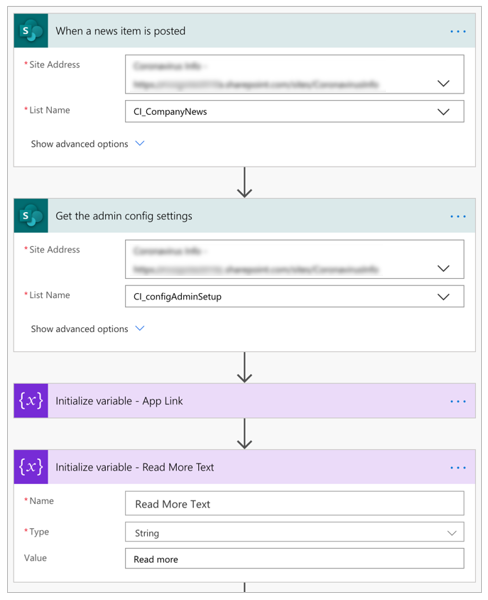 When a news item is posted
* Site Address
* List Name
CI_CompanyNews
Show advanced options
Get the admin config settings
* Site Address
* List Name
CI_configAdminSetup
Show advanced options
{x} Initialize variable - App Link
{x} Initialize variable - Read More Text
* Name
Read More Text
* Type
String
Value
Read more